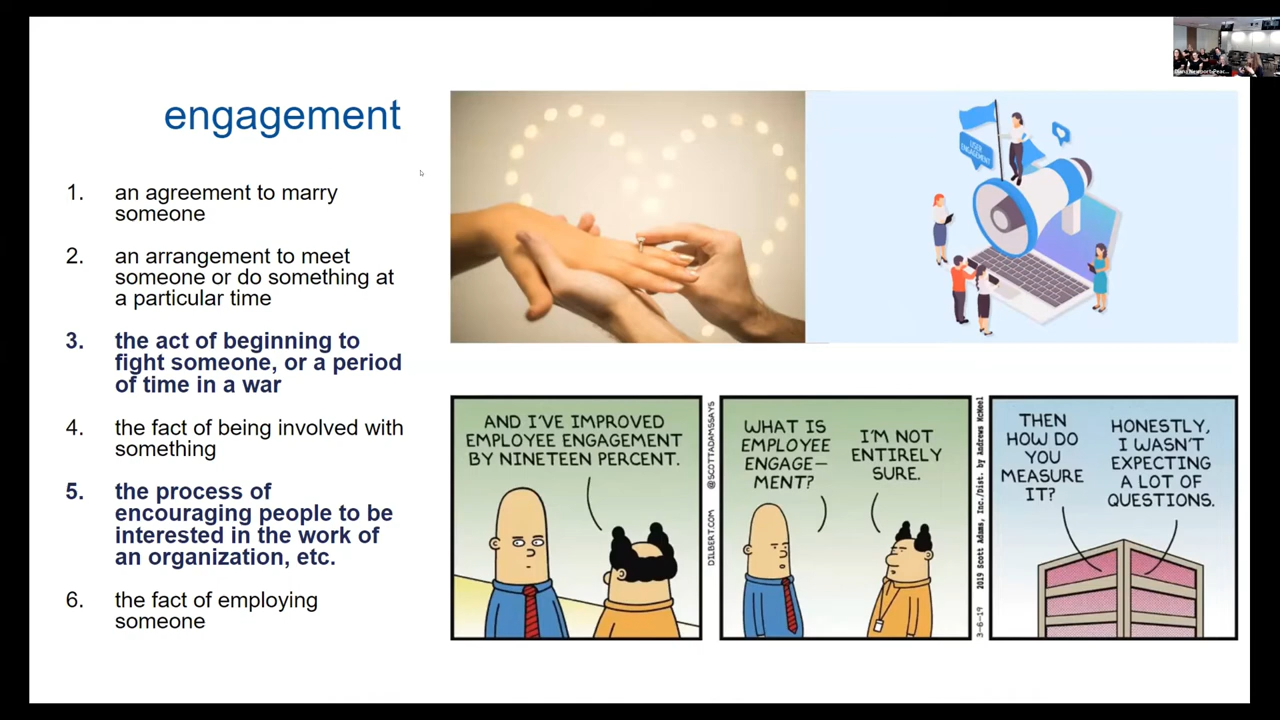 engagement
1. an agreement to marry
someone
2. an arrangement to meet
someone or do something at
a particular time
3. the act of beginning to
fight someone, or a period
of time in a war
4. the fact of being involved with
something
5. the process of
encouraging people to be
interested in the work of
an organization, etc.
6. the fact of employing
someone
USER
ENGAGEMENT
AND I'VE IMPROVED
EMPLOYEE ENGAGEMENT
BY NINETEEN PERCENT.
DILBERT.COM @SCOTTADAMSSAYS
WHAT IS
EMPLOYEE
ENGAGE-
MENT?
I'M NOT
ENTIRELY
SURE.
3-6-19 2019 Scott Adams, Inc./Dist. by Andrews McMeel
THEN
HOW DO
YOU
MEASURE
IT?
HONESTLY,
I WASN'T
EXPECTING
A LOT OF
QUESTIONS.